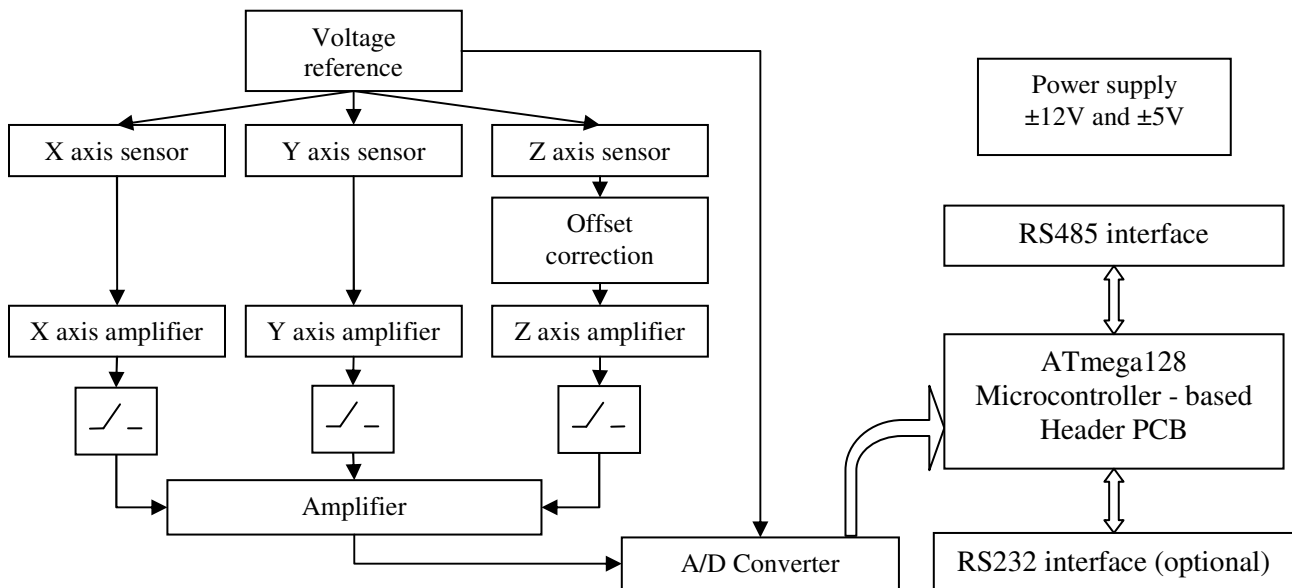 Voltage
reference
Power supply
±12V and ±5V
X axis sensor
Y axis sensor
Z axis sensor
Offset
correction
RS485 interface
X axis amplifier
Y axis amplifier
Z axis amplifier
ATmega128
Microcontroller - based
Header PCB
Amplifier
A/D Converter
RS232 interface (optional)